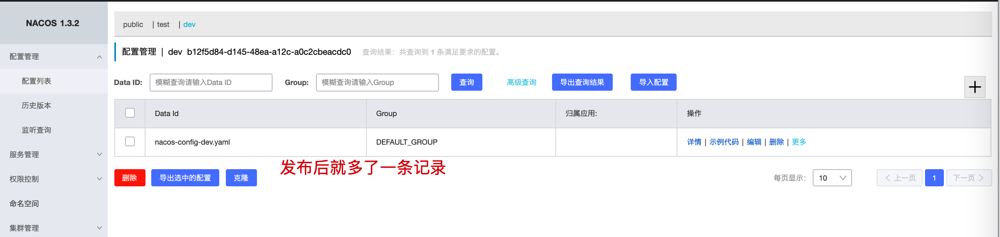 NACOS 1.3.2
配置管理
配置列表
历史版本
监听查询
服务管理
权限控制
命名空间
集群管理
public | test | dev
配置管理 | dev b12f5d84-d145-48ea-a12c-a0c2cbeacdc0 查询结果：共查询到 1 条满足要求的配置。
Data ID: 模糊查询请输入Data ID Group: 模糊查询请输入Group 查询 高级查询 导出查询结果 导入配置
Data Id Group 归属应用: 操作
nacos-config-dev.yaml DEFAULT_GROUP 详情 | 示例代码 | 编辑 | 删除 | 更多
发布后就多了一条记录
删除 导出选中的配置 克隆 每页显示： 10 上一页 1 下一页